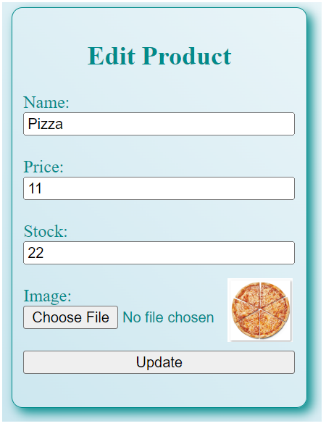 Edit Product
Name:
Pizza
Price:
11
Stock:
22
Image:
Choose File No file chosen
Update